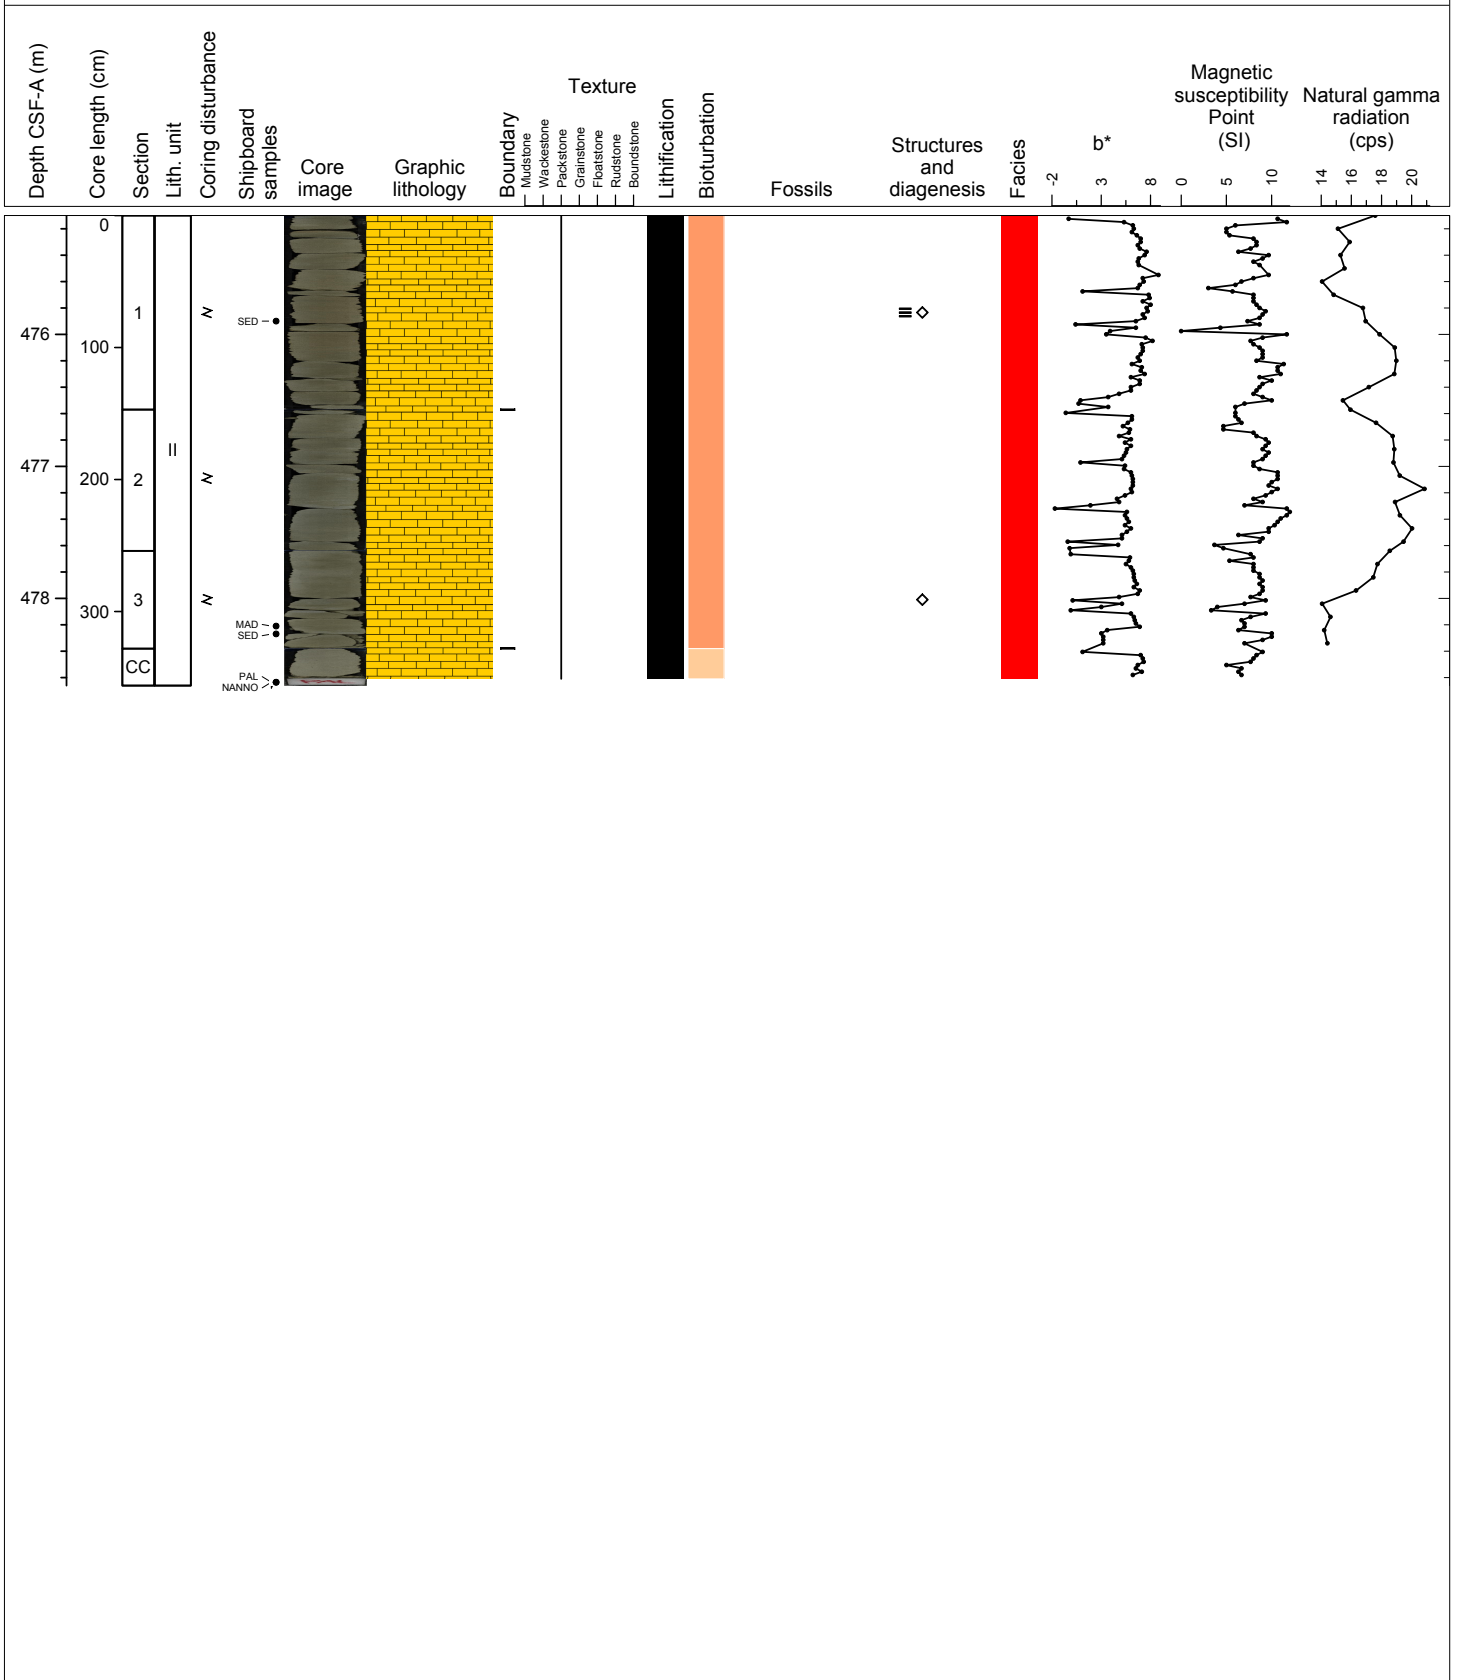 Depth CSF-A (m)
Core length (cm)
Section
Lith. unit
Coring disturbance
Shipboard
samples
Core
image
Graphic
lithology
Boundary
Texture
Mudstone
Wackestone
Packstone
Grainstone
Floatstone
Rudstone
Boundstone
Lithification
Bioturbation
Fossils
Structures
and
diagenesis
Facies
b*
-2 3 8
Magnetic
susceptibility
Point
(SI)
0 5 10
Natural gamma
radiation
(cps)
14 16 18 20
0
476
100
477
200
478
300
1
2
3
CC
II
SED
MAD
SED
PAL
NANNO